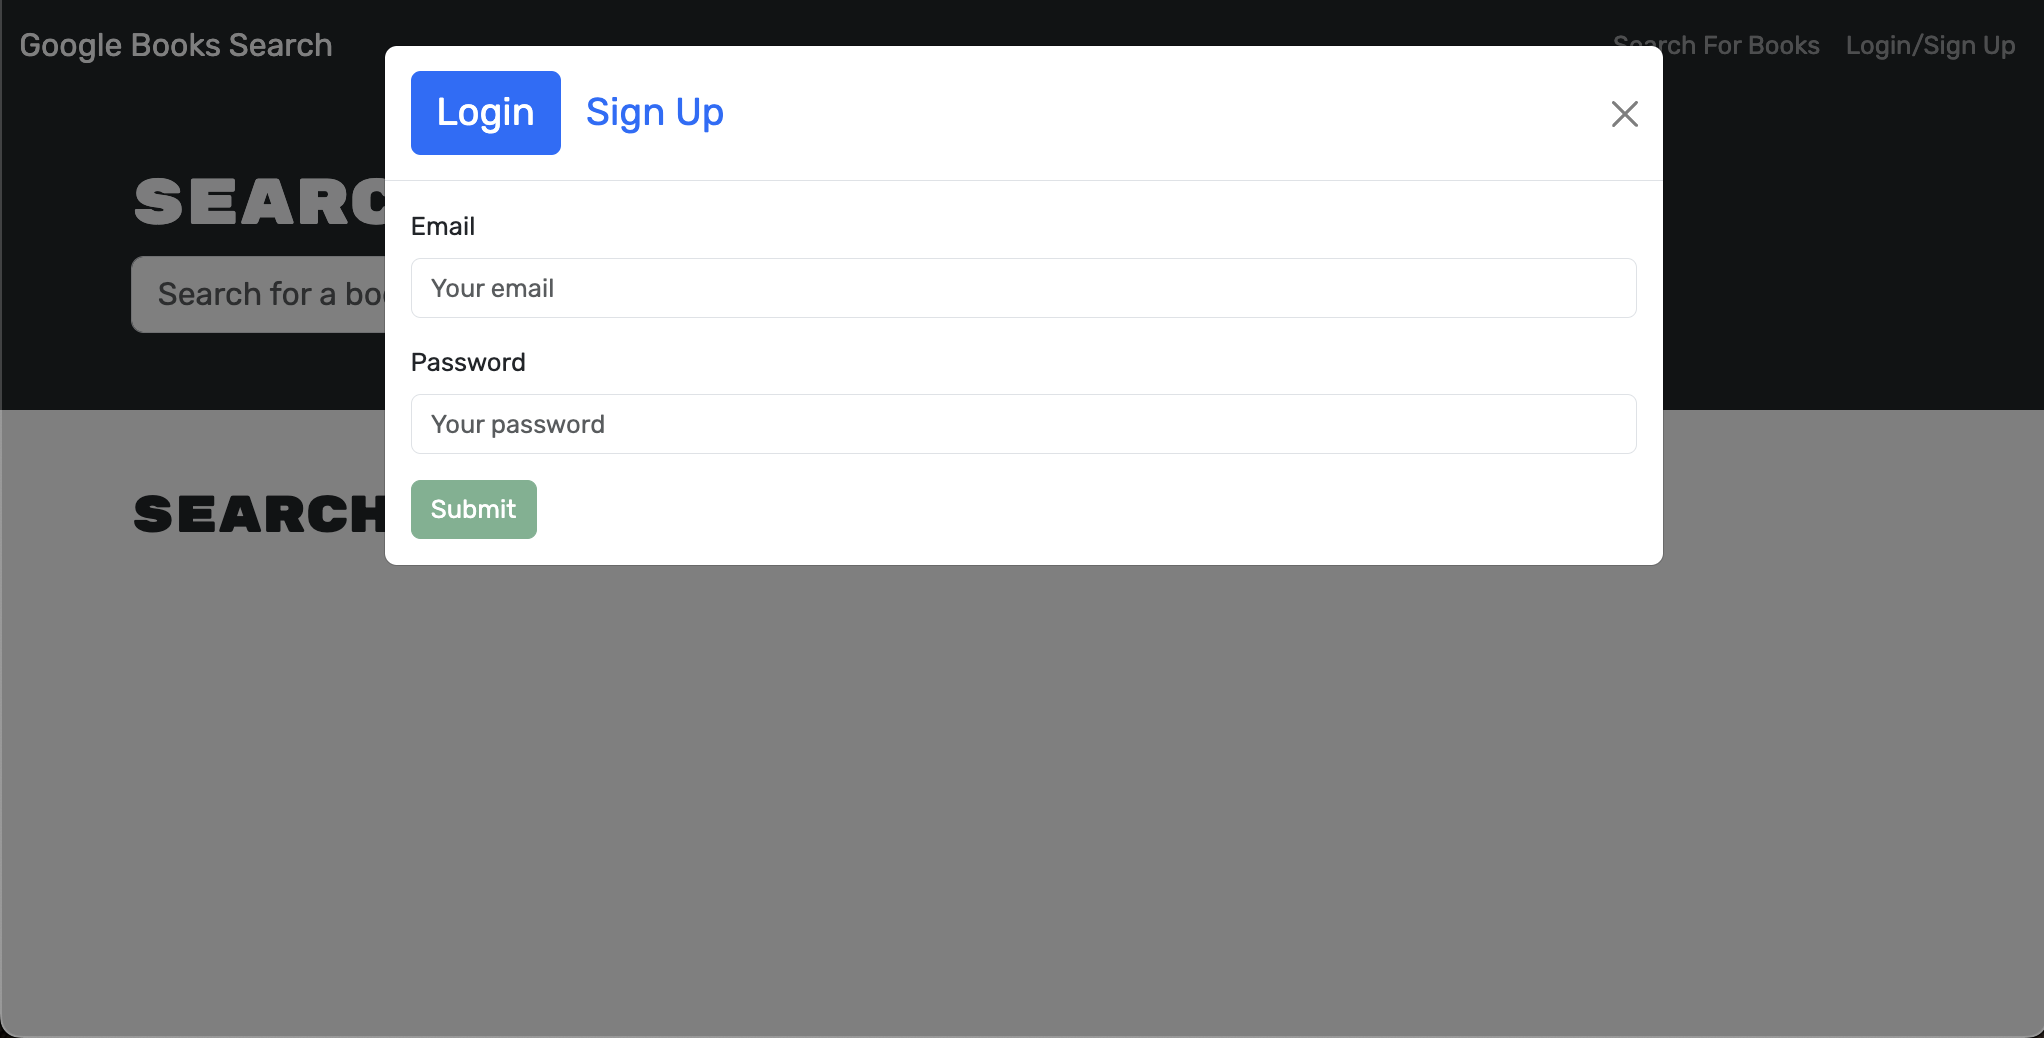 Google Books Search
Search For Books
Login/Sign Up
Login
Sign Up
SEARC
Search for a boo
Email
Your email
Password
Your password
Submit
SEARCH